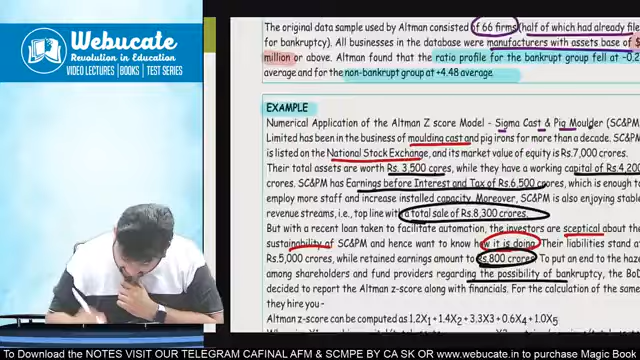 Webucate
Revolution in Education
VIDEO LECTURES | BOOKS | TEST SERIES
The original data sample used by Altman consisted of 66 firms (half of which had already file
for bankruptcy). All businesses in the database were manufacturers with assets base of $
million or above. Altman found that the ratio profile for the bankrupt group fell at -0.2
average and for the non-bankrupt group at +4.48 average
EXAMPLE
Numerical Application of the Altman Z score Model - Sigma Cast & Pig Moulder (SC&PM
Limited has been in the business of moulding cast and pig irons for more than a decade. SC&PM
is listed on the National Stock Exchange, and its market value of equity is Rs.7,000 crores.
Their total assets are worth Rs. 3,500 cores, while they have a working capital of Rs.4,200
crores. SC&PM has Earnings before Interest and Tax of Rs.6,500 crores, which is enough to
employ more staff and increase installed capacity. Moreover, SC&PM is also enjoying stable
revenue streams, i.e., top line with a total sale of Rs.8,300 crores.
But with a recent loan taken to facilitate automation, the investors are sceptical about the
sustainability of SC&PM and hence want to know how it is doing. Their liabilities stand at
Rs.5,000 crores, while retained earnings amount to Rs.800 crores. To put an end to the haze
among shareholders and fund providers regarding the possibility of bankruptcy, the BoD
decided to report the Altman z-score along with financials. For the calculation of the same
they hire you-
Altman z-score can be computed as 1.2X1 + 1.4X2 + 3.3X3 + 0.6X4 + 1.0X5
To Download the NOTES VISIT OUR TELEGRAM CAFINAL AFM & SCMPE BY CA SK OR www.webucate.in to purchase Magic Book